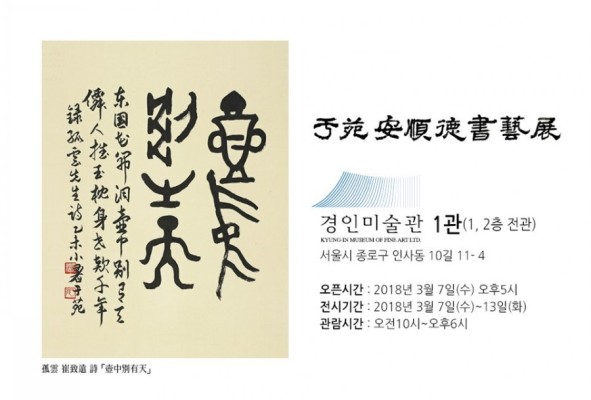 壺中
別有天
东国花開洞壺中別有天
僊人推玉枕身世欻千年
錄孤雲先生詩乙未小暑于苑
孤雲 崔致遠 詩「壺中別有天」
于苑安順德書藝展
경인미술관 1관(1, 2층 전관)
KYUNG-IN MUSEUM OF FINE ART LTD
서울시 종로구 인사동 10길 11- 4
오픈시간 : 2018년 3월 7일(수) 오후5시
전시기간 : 2018년 3월 7일(수)~13일(화)
관람시간 : 오전10시~오후6시